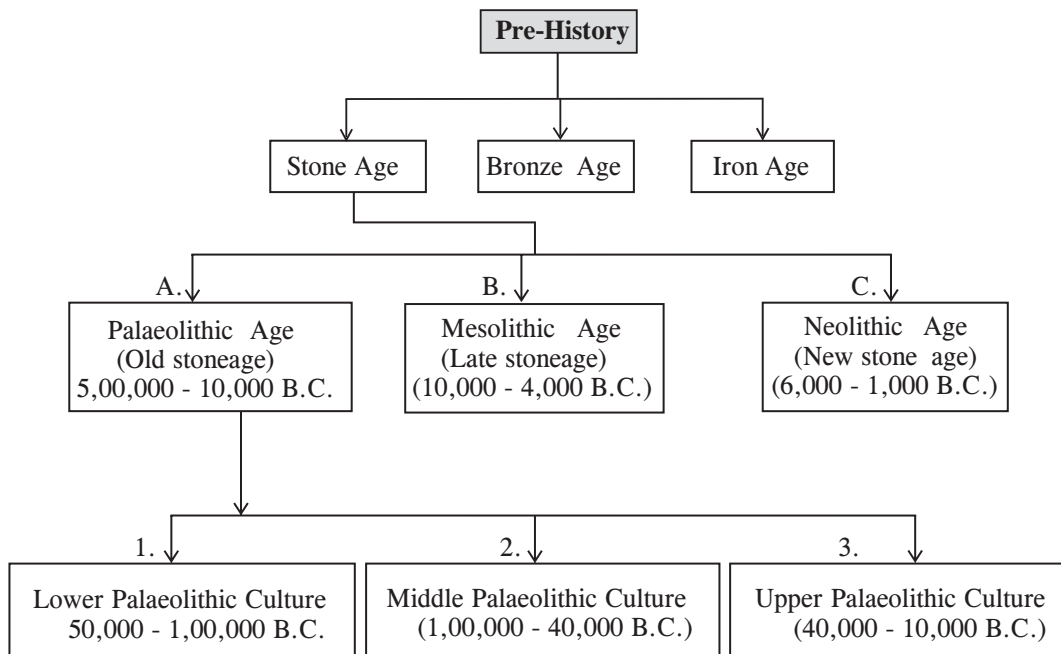 Pre-History
Stone Age
Bronze Age
Iron Age
A.
B.
C.
Palaeolithic Age
(Old stoneage)
5,00,000 - 10,000 B.C.
Mesolithic Age
(Late stoneage)
(10,000 - 4,000 B.C.)
Neolithic Age
(New stone age)
(6,000 - 1,000 B.C.)
1.
2.
3.
Lower Palaeolithic Culture
50,000 - 1,00,000 B.C.
Middle Palaeolithic Culture
(1,00,000 - 40,000 B.C.)
Upper Palaeolithic Culture
(40,000 - 10,000 B.C.)